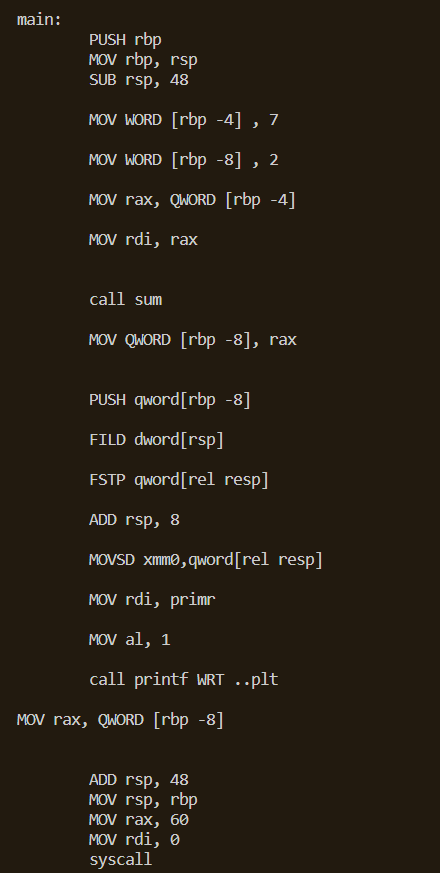 main:
PUSH rbp
MOV rbp, rsp
SUB rsp, 48
MOV WORD [rbp -4] , 7
MOV WORD [rbp -8] , 2
MOV rax, QWORD [rbp -4]
MOV rdi, rax
call sum
MOV QWORD [rbp -8], rax
PUSH qword[rbp -8]
FILD dword[rsp]
FSTP qword[rel resp]
ADD rsp, 8
MOVSD xmm0,qword[rel resp]
MOV rdi, primr
MOV al, 1
call printf WRT ..plt
MOV rax, QWORD [rbp -8]
ADD rsp, 48
MOV rsp, rbp
MOV rax, 60
MOV rdi, 0
syscall